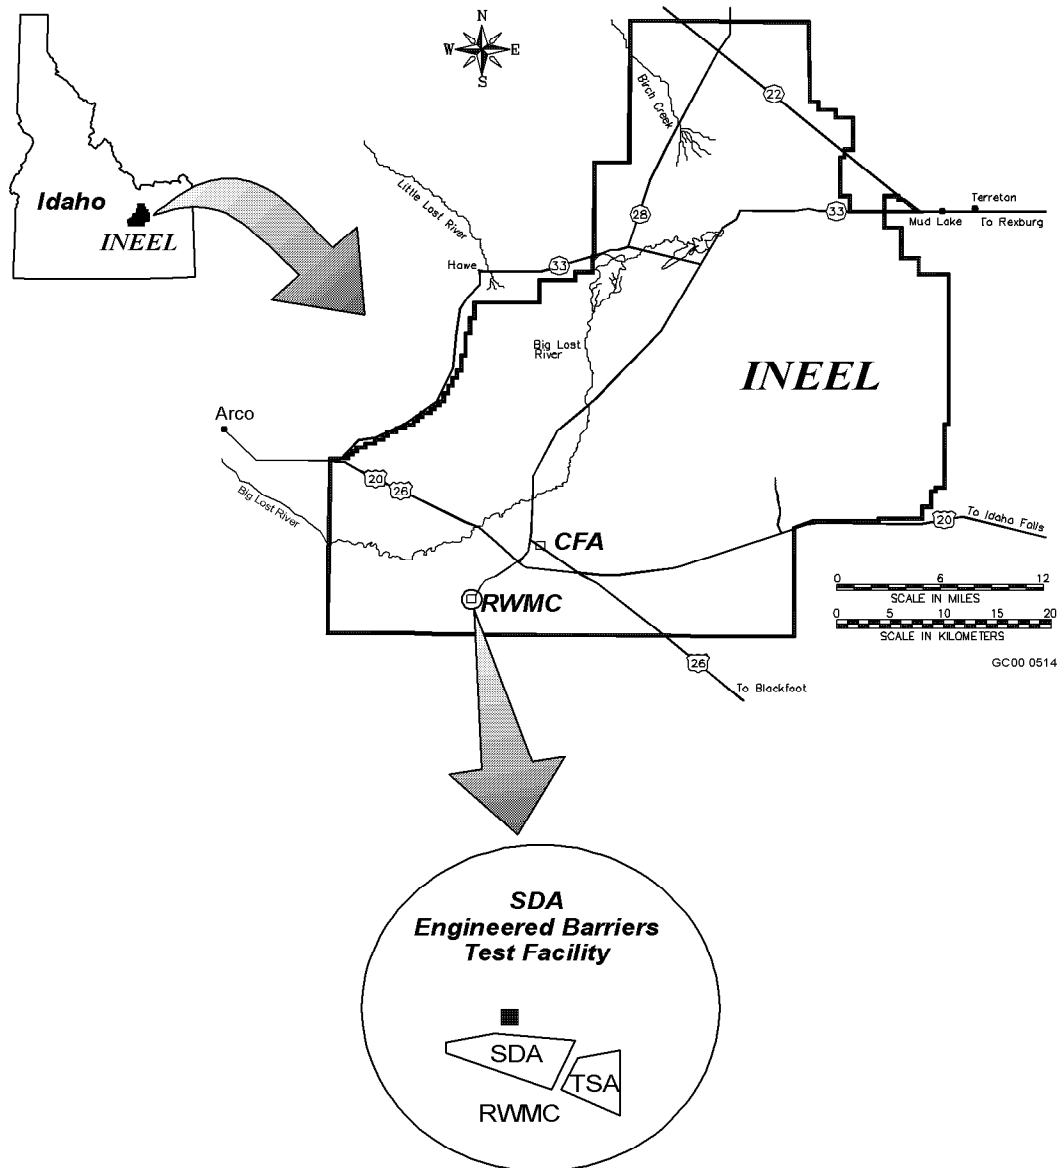 N
W
E
S
Birch Creek
22
Little Lost
River
Idaho
INEEL
28
33
Terreton
Mud Lake
To Rexburg
Howe
33
Big Lost
River
INEEL
Arco
20
26
Big Lost River
CFA
20
To Idaho Falls
RWMC
0 6 12
SCALE IN MILES
0 5 10 15 20
SCALE IN KILOMETERS
26
GC00 0514
To Blackfoot
SDA
Engineered Barriers
Test Facility
SDA
TSA
RWMC